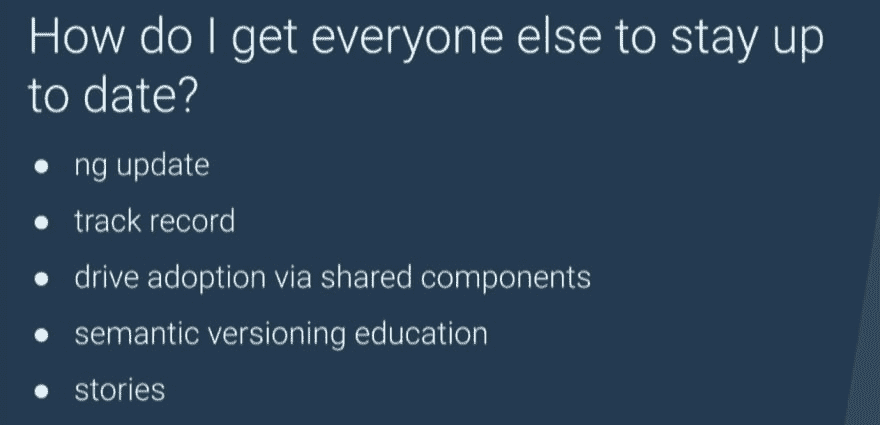 How do I get everyone else to stay up
to date?
● ng update
● track record
● drive adoption via shared components
● semantic versioning education
● stories